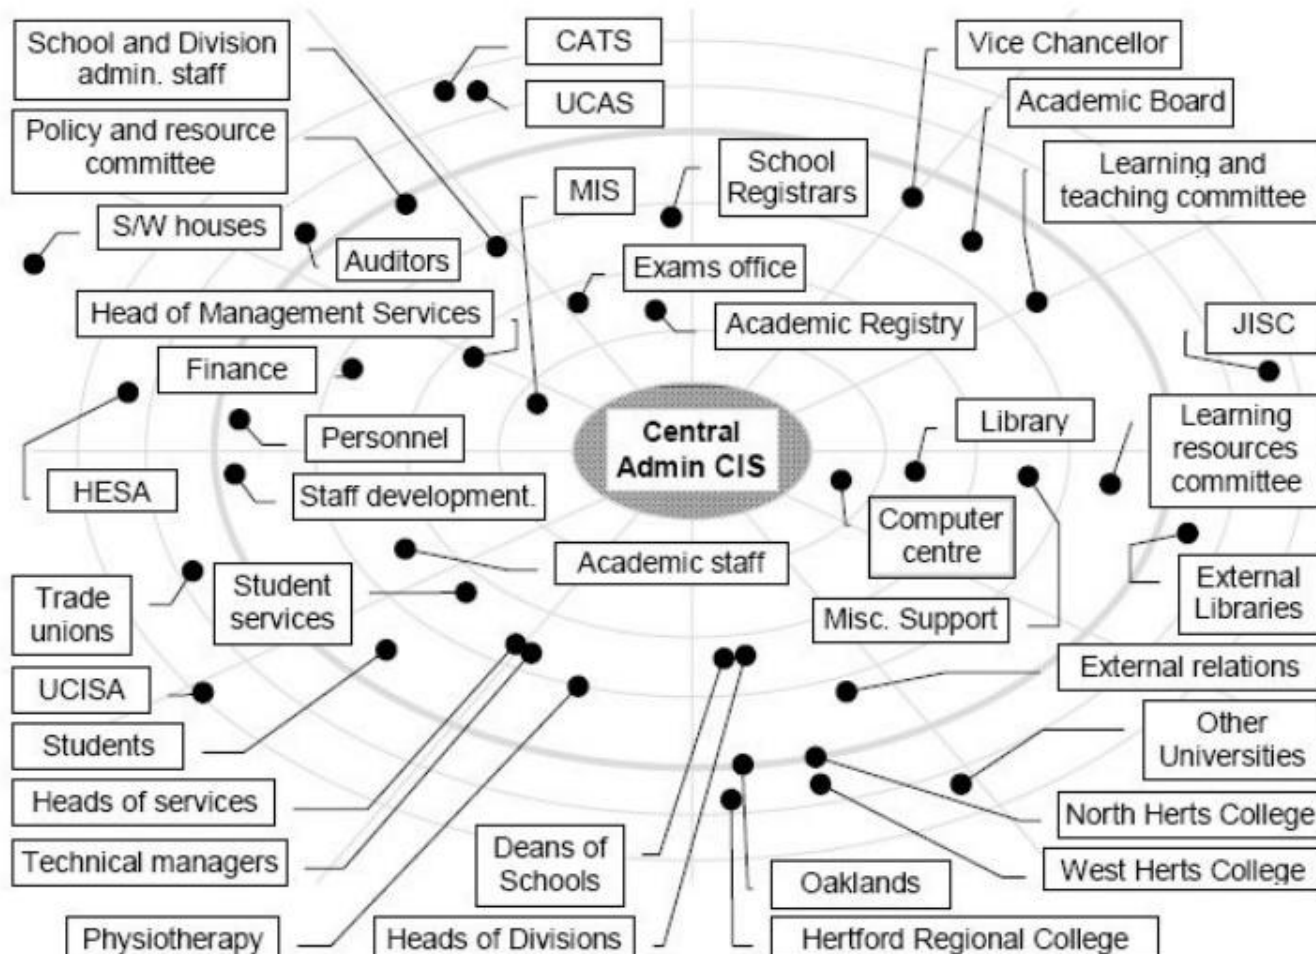 School and Division
admin. staff
CATS
Vice Chancellor
UCAS
Academic Board
Policy and resource
committee
School
Registrars
Learning and
teaching committee
MIS
S/W houses
Auditors
Exams office
Head of Management Services
Academic Registry
JISC
Finance
Central
Admin CIS
Library
Learning
resources
committee
Personnel
HESA
Staff development.
Computer
centre
Academic staff
External
Libraries
Trade
unions
Student
services
Misc. Support
UCISA
External relations
Students
Other
Universities
Heads of services
North Herts College
Technical managers
Deans of
Schools
West Herts College
Oaklands
Physiotherapy
Heads of Divisions
Hertford Regional College